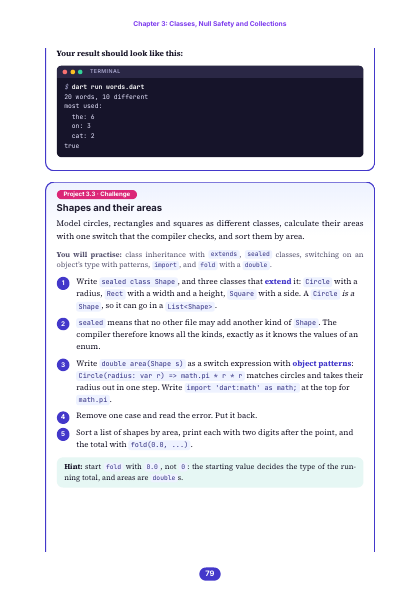 Chapter 3: Classes, Null Safety and Collections
Your result should look like this:
TERMINAL
$ dart run words.dart
20 words, 10 different
most used:
the: 6
on: 3
cat: 2
true
Project 3.3 · Challenge
Shapes and their areas
Model circles, rectangles and squares as different classes, calculate their areas
with one switch that the compiler checks, and sort them by area.
You will practise: class inheritance with extends, sealed classes, switching on an
object's type with patterns, import, and fold with a double.
1 Write sealed class Shape, and three classes that extend it: Circle with a
radius, Rect with a width and a height, Square with a side. A Circle is a
Shape, so it can go in a List<Shape>.
2 sealed means that no other file may add another kind of Shape. The
compiler therefore knows all the kinds, exactly as it knows the values of an
enum.
3 Write double area(Shape s) as a switch expression with object patterns:
Circle(radius: var r) => math.pi * r * r matches circles and takes their
radius out in one step. Write import 'dart:math' as math; at the top for
math.pi.
4 Remove one case and read the error. Put it back.
5 Sort a list of shapes by area, print each with two digits after the point, and
the total with fold(0.0, ...).
Hint: start fold with 0.0, not 0: the starting value decides the type of the run-
ning total, and areas are doubles.
79